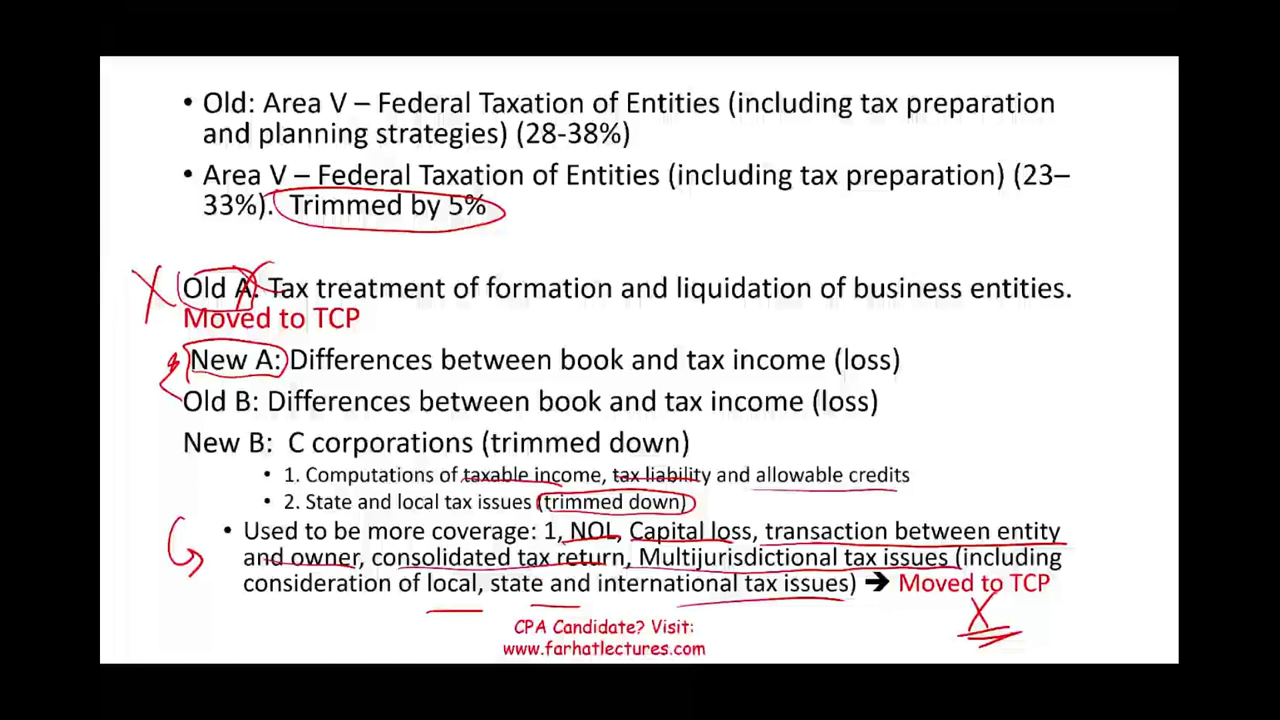 • Old: Area V – Federal Taxation of Entities (including tax preparation
and planning strategies) (28-38%)
• Area V – Federal Taxation of Entities (including tax preparation) (23–
33%). Trimmed by 5%
Old A: Tax treatment of formation and liquidation of business entities.
Moved to TCP
New A: Differences between book and tax income (loss)
Old B: Differences between book and tax income (loss)
New B: C corporations (trimmed down)
• 1. Computations of taxable income, tax liability and allowable credits
• 2. State and local tax issues (trimmed down)
• Used to be more coverage: 1, NOL, Capital loss, transaction between entity
and owner, consolidated tax return, Multijurisdictional tax issues (including
consideration of local, state and international tax issues) ➔ Moved to TCP
CPA Candidate? Visit:
www.farhatlectures.com